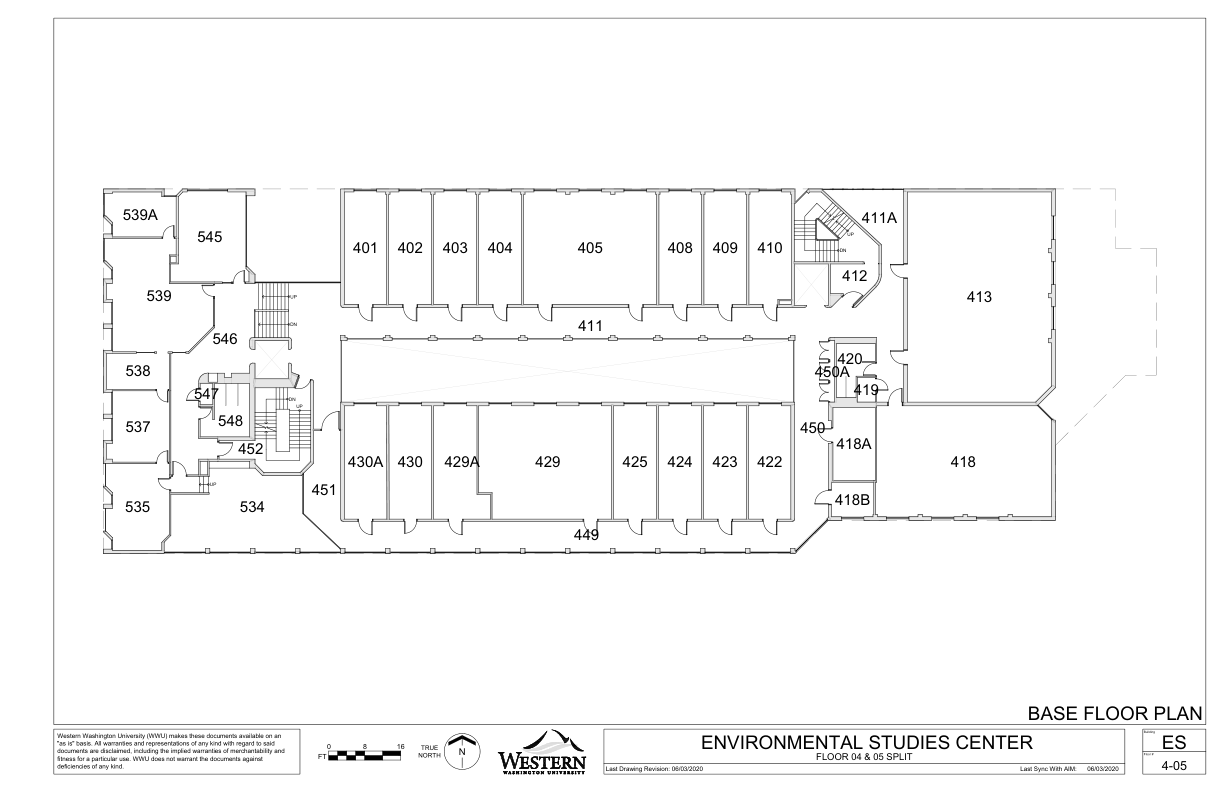 539A
545
401
402
403
404
405
408
409
410
411A
UP
DN
412
413
539
546
UP
DN
411
538
420
450A
419
547
537
548
DN
UP
452
450
418A
430A
430
429A
429
425
424
423
422
418
451
UP
535
534
418B
449
BASE FLOOR PLAN
Western Washington University (WWU) makes these documents available on an
"as is" basis. All warranties and representations of any kind with regard to said
documents are disclaimed, including the implied warranties of merchantability and
fitness for a particular use. WWU does not warrant the documents against
deficiencies of any kind.
0 8 16
FT
TRUE
NORTH
N
WESTERN
WASHINGTON UNIVERSITY
ENVIRONMENTAL STUDIES CENTER
FLOOR 04 & 05 SPLIT
Last Drawing Revision: 06/03/2020
Last Sync With AIM: 06/03/2020
Building
ES
4-05